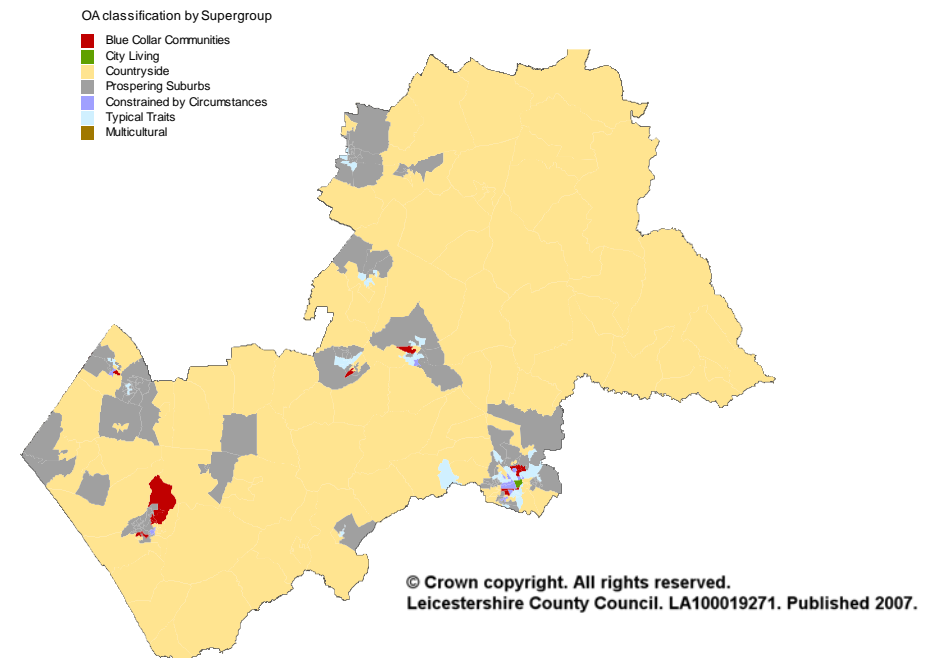 OA classification by Supergroup
Blue Collar Communities
City Living
Countryside
Prospering Suburbs
Constrained by Circumstances
Typical Traits
Multicultural
© Crown copyright. All rights reserved.
Leicestershire County Council. LA100019271. Published 2007.